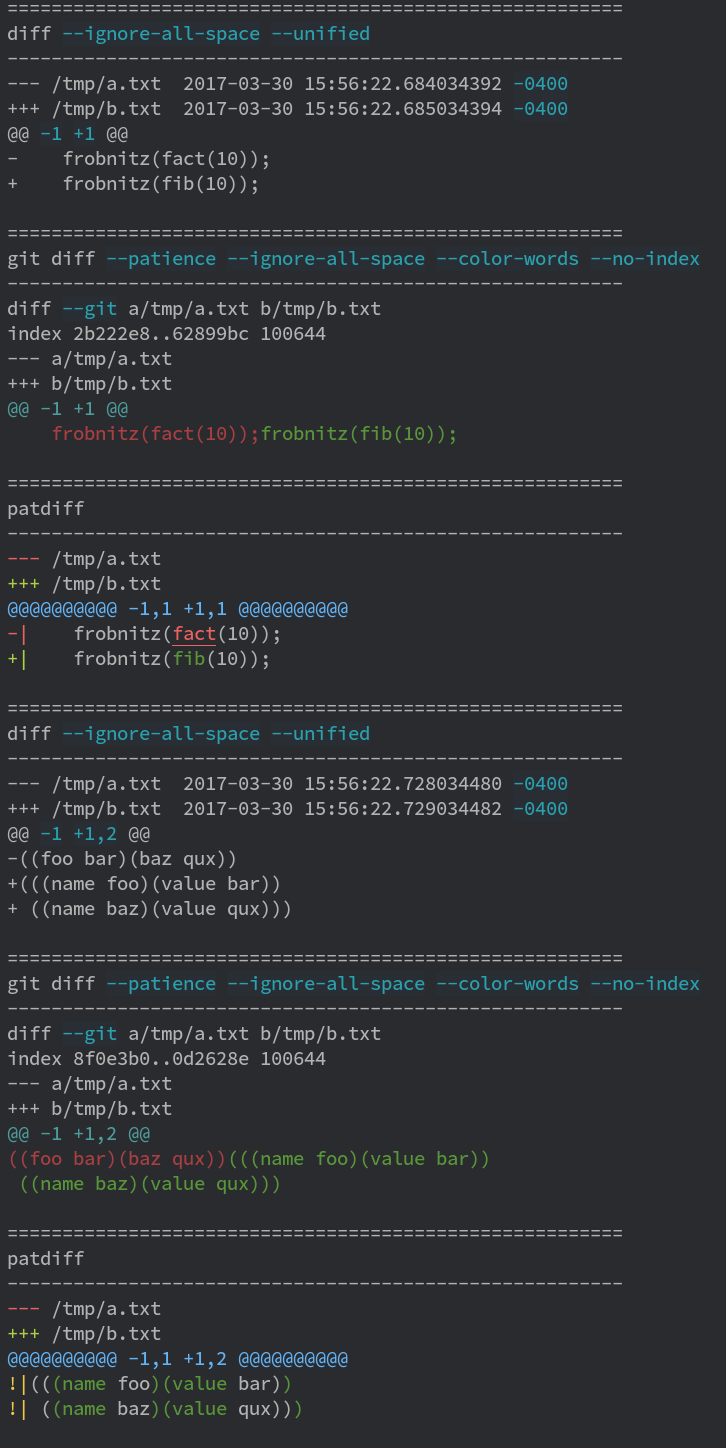 ========================================================
diff --ignore-all-space --unified
--------------------------------------------------------
--- /tmp/a.txt  2017-03-30 15:56:22.684034392 -0400
+++ /tmp/b.txt  2017-03-30 15:56:22.685034394 -0400
@@ -1 +1 @@
-    frobnitz(fact(10));
+    frobnitz(fib(10));

========================================================
git diff --patience --ignore-all-space --color-words --no-index
--------------------------------------------------------
diff --git a/tmp/a.txt b/tmp/b.txt
index 2b222e8..62899bc 100644
--- a/tmp/a.txt
+++ b/tmp/b.txt
@@ -1 +1 @@
    frobnitz(fact(10));frobnitz(fib(10));

========================================================
patdiff
--------------------------------------------------------
--- /tmp/a.txt
+++ /tmp/b.txt
@@@@@@@@@@ -1,1 +1,1 @@@@@@@@@@
-|    frobnitz(fact(10));
+|    frobnitz(fib(10));

========================================================
diff --ignore-all-space --unified
--------------------------------------------------------
--- /tmp/a.txt  2017-03-30 15:56:22.728034480 -0400
+++ /tmp/b.txt  2017-03-30 15:56:22.729034482 -0400
@@ -1 +1,2 @@
-((foo bar)(baz qux))
+(((name foo)(value bar))
+ ((name baz)(value qux)))

========================================================
git diff --patience --ignore-all-space --color-words --no-index
--------------------------------------------------------
diff --git a/tmp/a.txt b/tmp/b.txt
index 8f0e3b0..0d2628e 100644
--- a/tmp/a.txt
+++ b/tmp/b.txt
@@ -1 +1,2 @@
((foo bar)(baz qux))(((name foo)(value bar))
 ((name baz)(value qux)))

========================================================
patdiff
--------------------------------------------------------
--- /tmp/a.txt
+++ /tmp/b.txt
@@@@@@@@@@ -1,1 +1,2 @@@@@@@@@@
!|(((name foo)(value bar))
!| ((name baz)(value qux)))